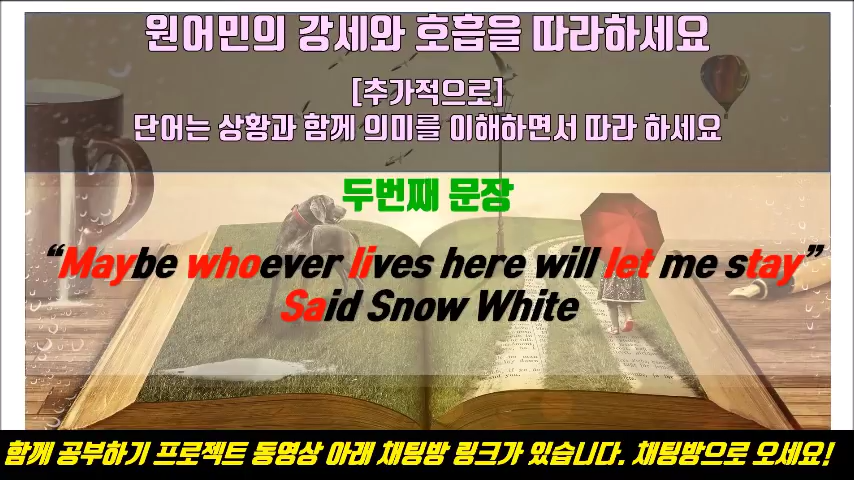 원어민의 강세와 호흡을 따라하세요
[추가적으로]
단어는 상황과 함께 의미를 이해하면서 따라 하세요
두번째 문장
“Maybe whoever lives here will let me stay”
Said Snow White
함께 공부하기 프로젝트 동영상 아래 채팅방 링크가 있습니다. 채팅방으로 오세요!